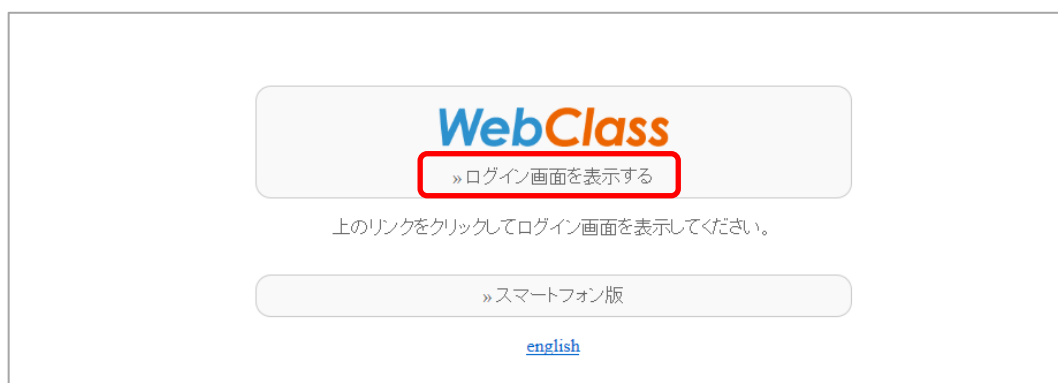 WebClass
»ログイン画面を表示する
上のリンクをクリックしてログイン画面を表示してください。
»スマートフォン版
english